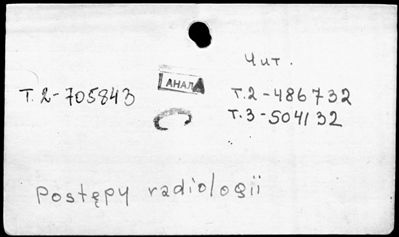 Чит.
Т.2-705843
АНАЛ
Т.2-486732
Т.3-504132
Postępy radiologii